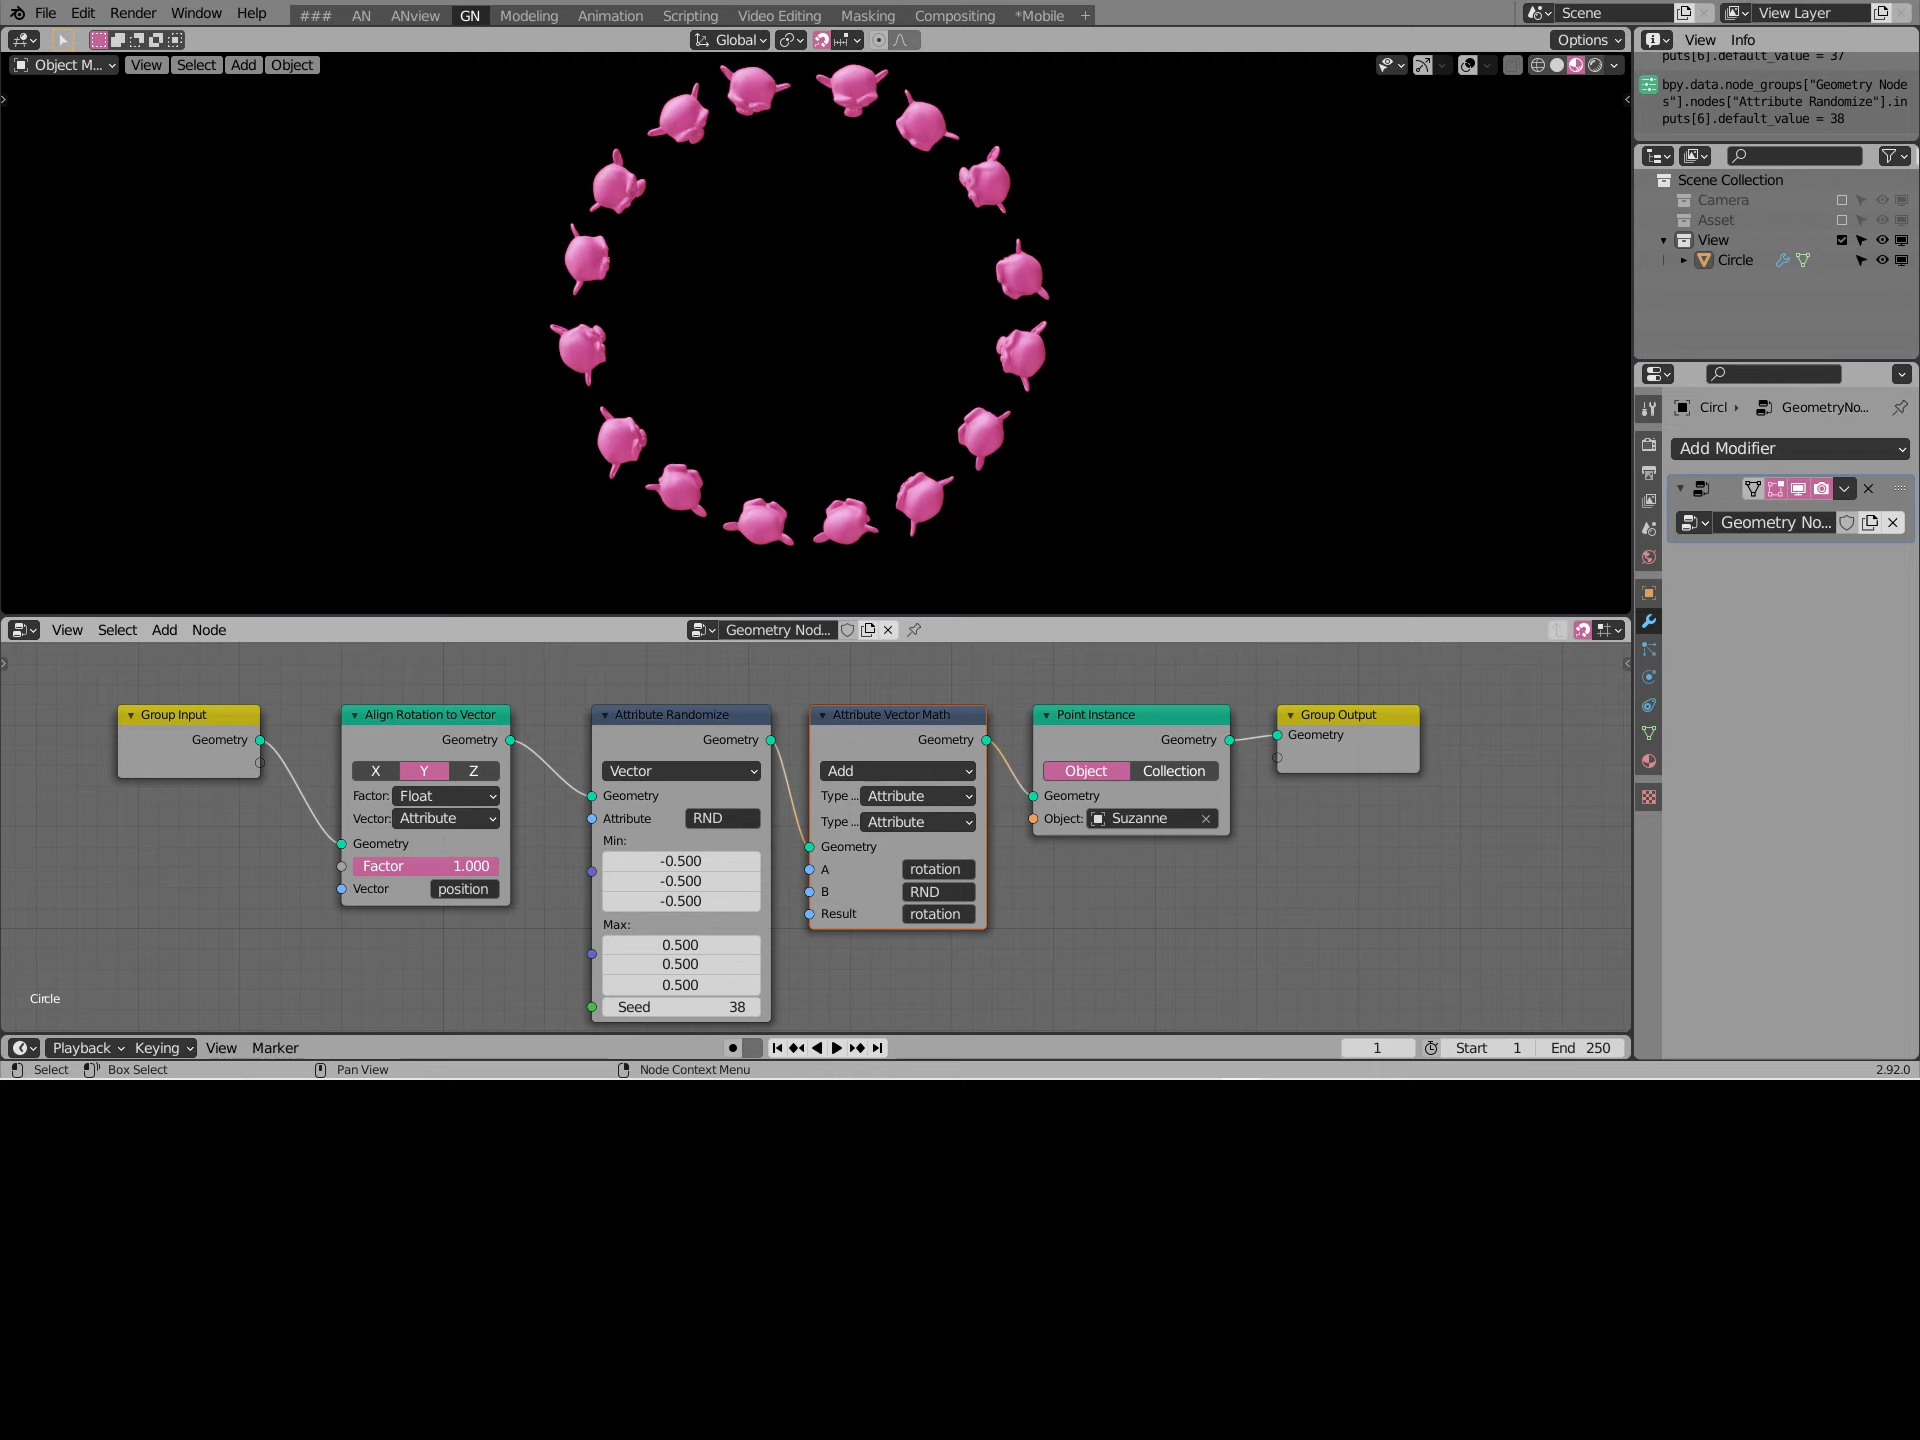 File Edit Render Window Help ### AN ANview GN Modeling Animation Scripting Video Editing Masking Compositing *Mobile + Scene View Layer
Global Options
Object M... View Select Add Object
View Info
puts[6].default_value = 37
bpy.data.node_groups["Geometry Node
s"].nodes["Attribute Randomize"].in
puts[6].default_value = 38
Scene Collection
Camera
Asset
View
Circle
Circl GeometryNo...
Add Modifier
Geometry No...
View Select Add Node Geometry Nod...
Group Input
Geometry
Align Rotation to Vector
Geometry
X Y Z
Factor: Float
Vector: Attribute
Geometry
Factor 1.000
Vector position
Attribute Randomize
Geometry
Vector
Geometry
Attribute RND
Min:
-0.500
-0.500
-0.500
Max:
0.500
0.500
0.500
Seed 38
Attribute Vector Math
Geometry
Add
Type ... Attribute
Type ... Attribute
Geometry
A rotation
B RND
Result rotation
Point Instance
Geometry
Object Collection
Geometry
Object: Suzanne
Group Output
Geometry
Circle
Playback Keying View Marker 1 Start 1 End 250
Select Box Select Pan View Node Context Menu 2.92.0